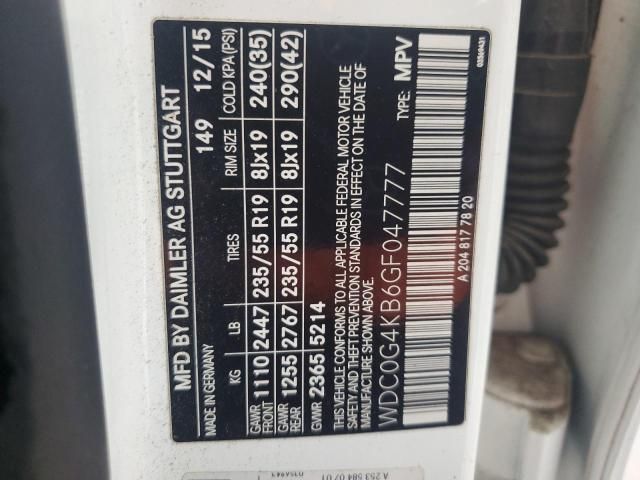 MFD BY DAIMLER AG STUTTGART
MADE IN GERMANY 149 12/15
KG LB TIRES RIM SIZE COLD KPA(PSI)
GAWR FRONT 1110 2447 235/55 R19 8Jx19 240(35)
GAWR REAR 1255 2767 235/55 R19 8Jx19 290(42)
GVWR 2365 5214
THIS VEHICLE CONFORMS TO ALL APPLICABLE FEDERAL MOTOR VEHICLE
SAFETY AND THEFT PREVENTION STANDARDS IN EFFECT ON THE DATE OF
MANUFACTURE SHOWN ABOVE.
WDC0G4KB6GF047777 TYPE: MPV
A 204 817 78 20
03569431
A 253 584 07 01